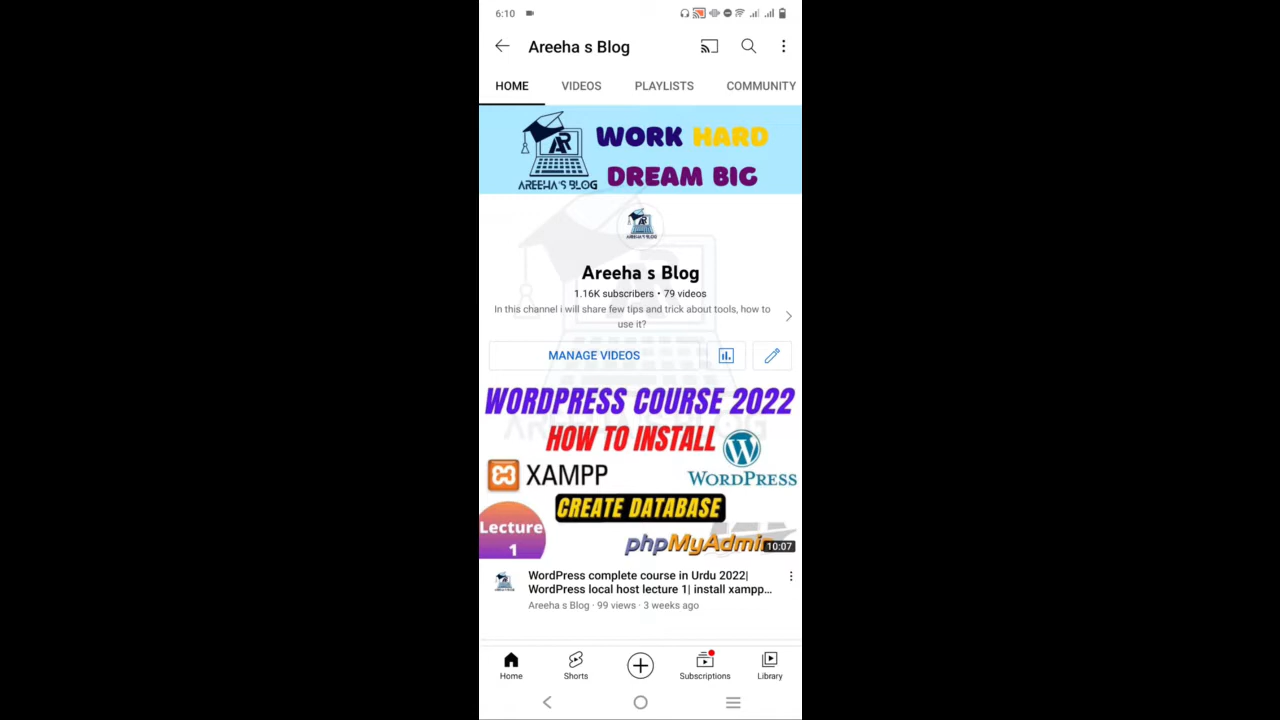 6:10
Areeha s Blog
HOME VIDEOS PLAYLISTS COMMUNITY
AR
AREEHA'S BLOG
WORK HARD
DREAM BIG
AREEHA'S BLOG
Areeha s Blog
1.16K subscribers • 79 videos
In this channel i will share few tips and trick about tools, how to
use it?
MANAGE VIDEOS
WORDPRESS COURSE 2022
HOW TO INSTALL
XAMPP
WORDPRESS
CREATE DATABASE
Lecture
1
phpMyAdmin
10:07
WordPress complete course in Urdu 2022|
WordPress local host lecture 1| install xampp...
Areeha s Blog · 99 views · 3 weeks ago
Home Shorts Subscriptions Library